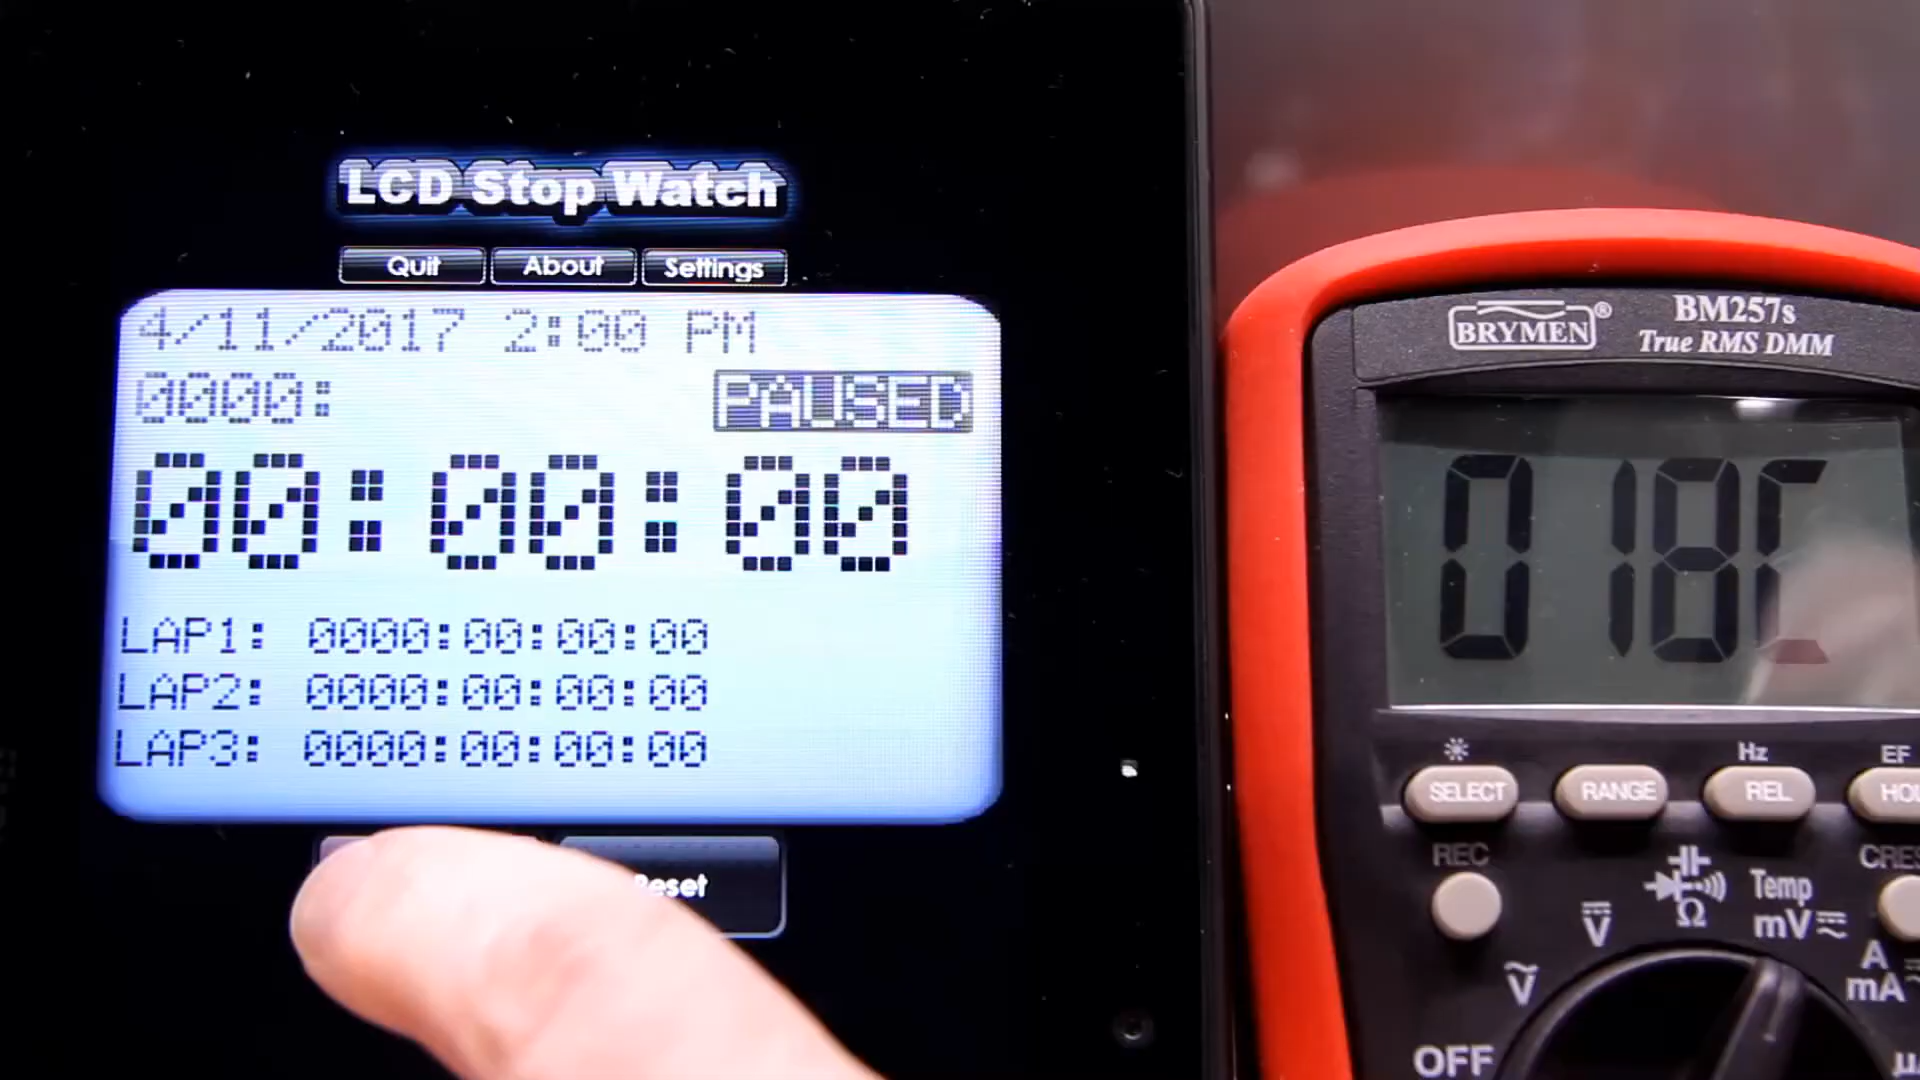 LCD Stop Watch
Quit About Settings
4/11/2017 2:00 PM
0000: PAUSED
00:00:00
LAP1: 0000:00:00:00
LAP2: 0000:00:00:00
LAP3: 0000:00:00:00
Reset
BRYMEN® BM257s
True RMS DMM
018C
Hz EF
SELECT RANGE REL HOL
REC CRES
Temp
V Ω mV
A
V mA
OFF μ